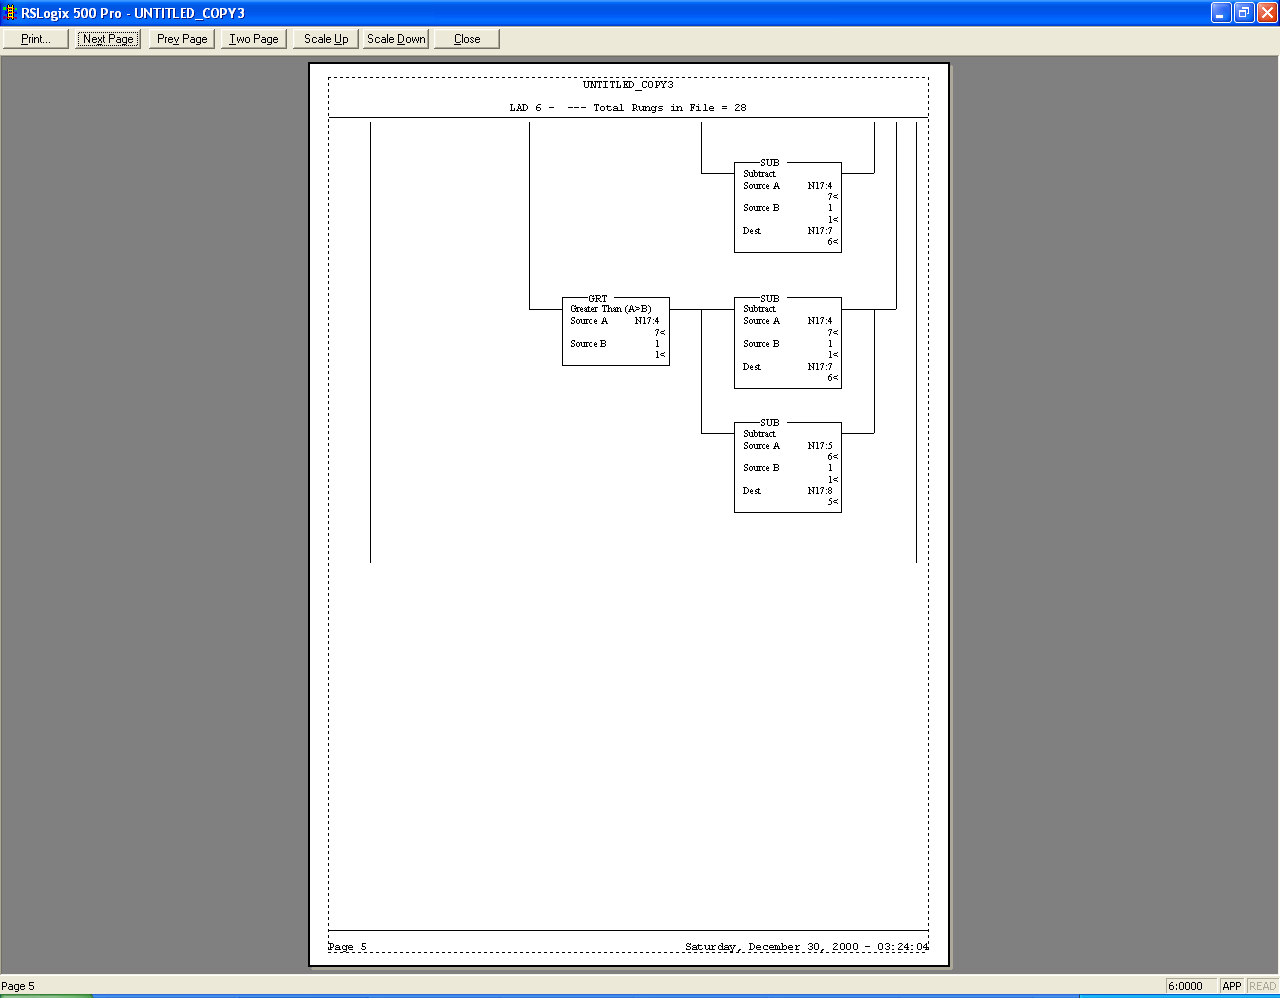 RSLogix 500 Pro - UNTITLED_COPY3
Print... Next Page Prev Page Two Page Scale Up Scale Down Close
UNTITLED_COPY3
LAD 6 -  --- Total Rungs in File = 28
SUB
Subtract
Source A N17:4
7<
Source B 1
1<
Dest N17:7
6<
GRT
Greater Than (A>B)
Source A N17:4
7<
Source B 1
1<
SUB
Subtract
Source A N17:4
7<
Source B 1
1<
Dest N17:7
6<
SUB
Subtract
Source A N17:5
6<
Source B 1
1<
Dest N17:8
5<
Page 5 Saturday, December 30, 2000 - 03:24:04
Page 5 6:0000 APP READ